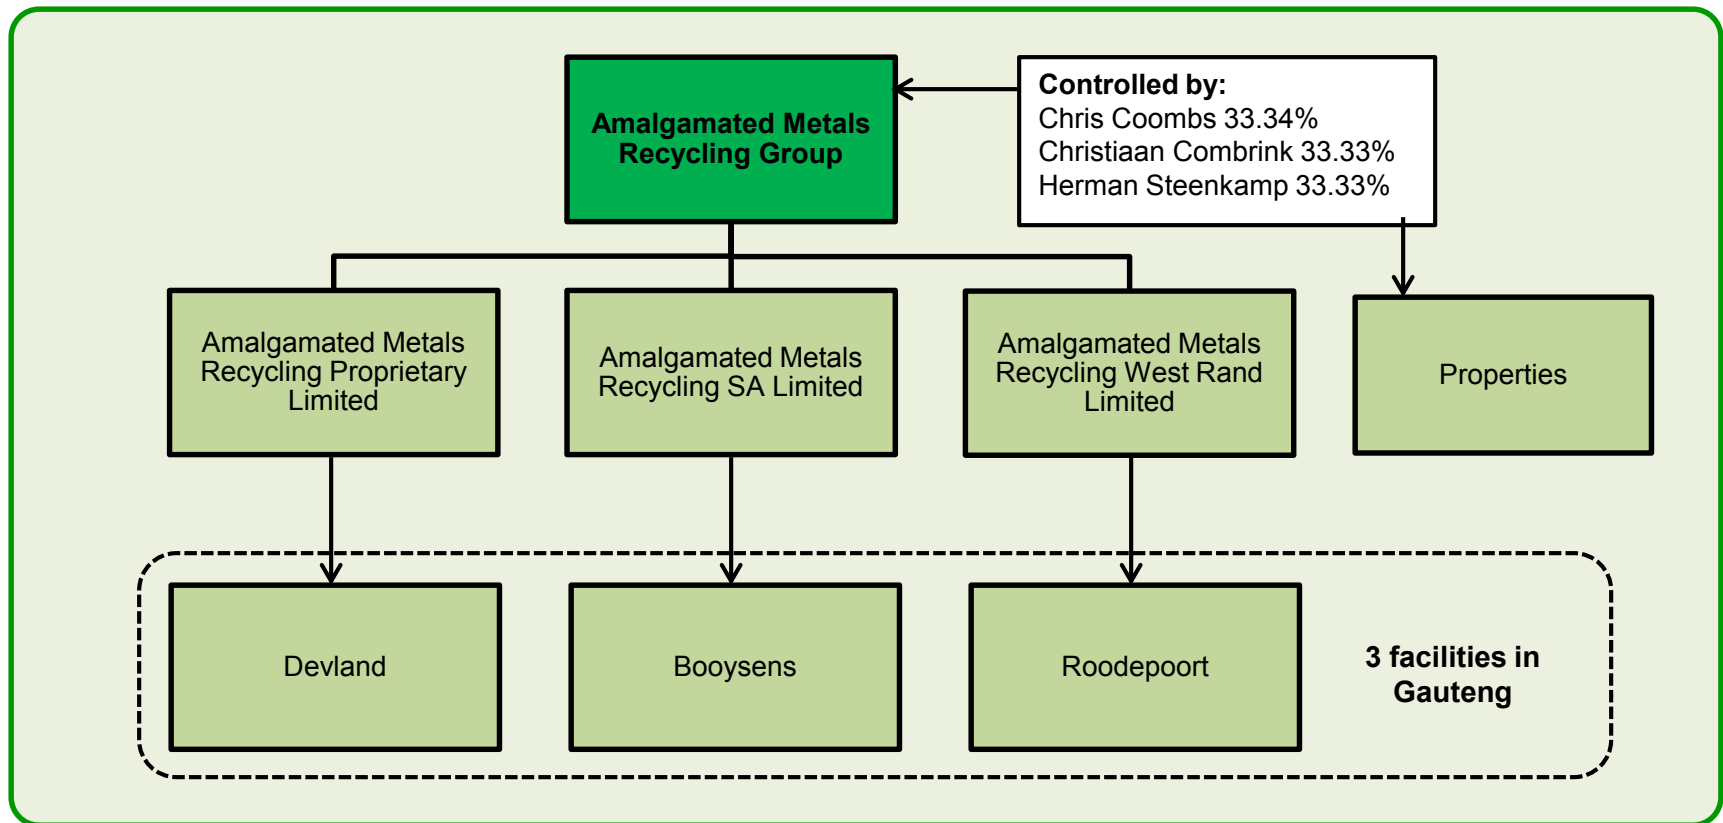 Amalgamated Metals
Recycling Group
Controlled by:
Chris Coombs 33.34%
Christiaan Combrink 33.33%
Herman Steenkamp 33.33%
Amalgamated Metals
Recycling Proprietary
Limited
Amalgamated Metals
Recycling SA Limited
Amalgamated Metals
Recycling West Rand
Limited
Properties
Devland
Booysens
Roodepoort
3 facilities in
Gauteng